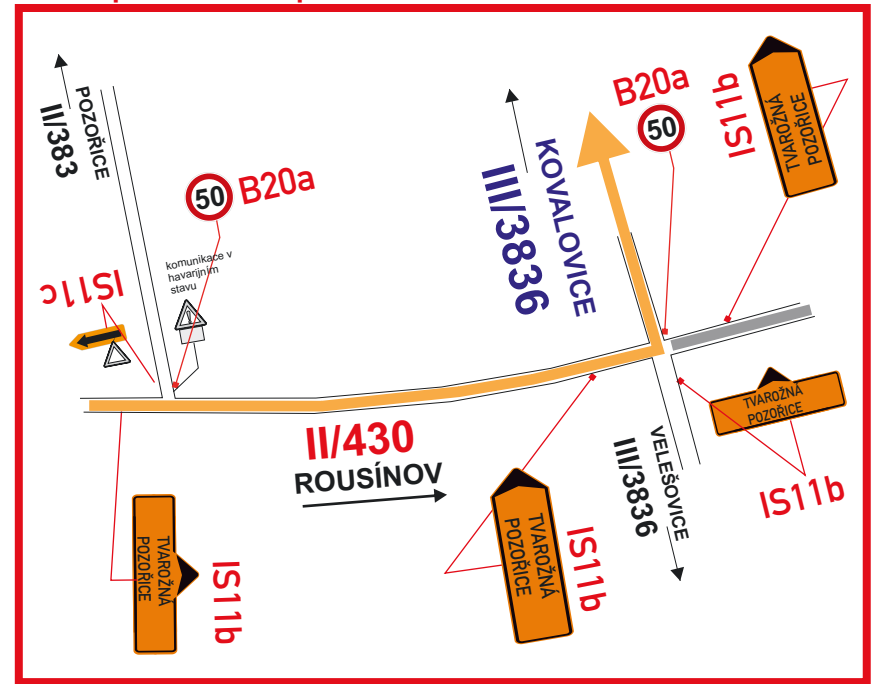 POZOŘICE
II/383
50
B20a
komunikace v
havarijním
stavu
IS11c
KOVALOVICE
III/3836
B20a
50
IS11b
TVAROŽNÁ
POZOŘICE
II/430
ROUSÍNOV
TVAROŽNÁ
POZOŘICE
IS11b
TVAROŽNÁ
POZOŘICE
IS11b
VELEŠOVICE
III/3836
TVAROŽNÁ
POZOŘICE
IS11b